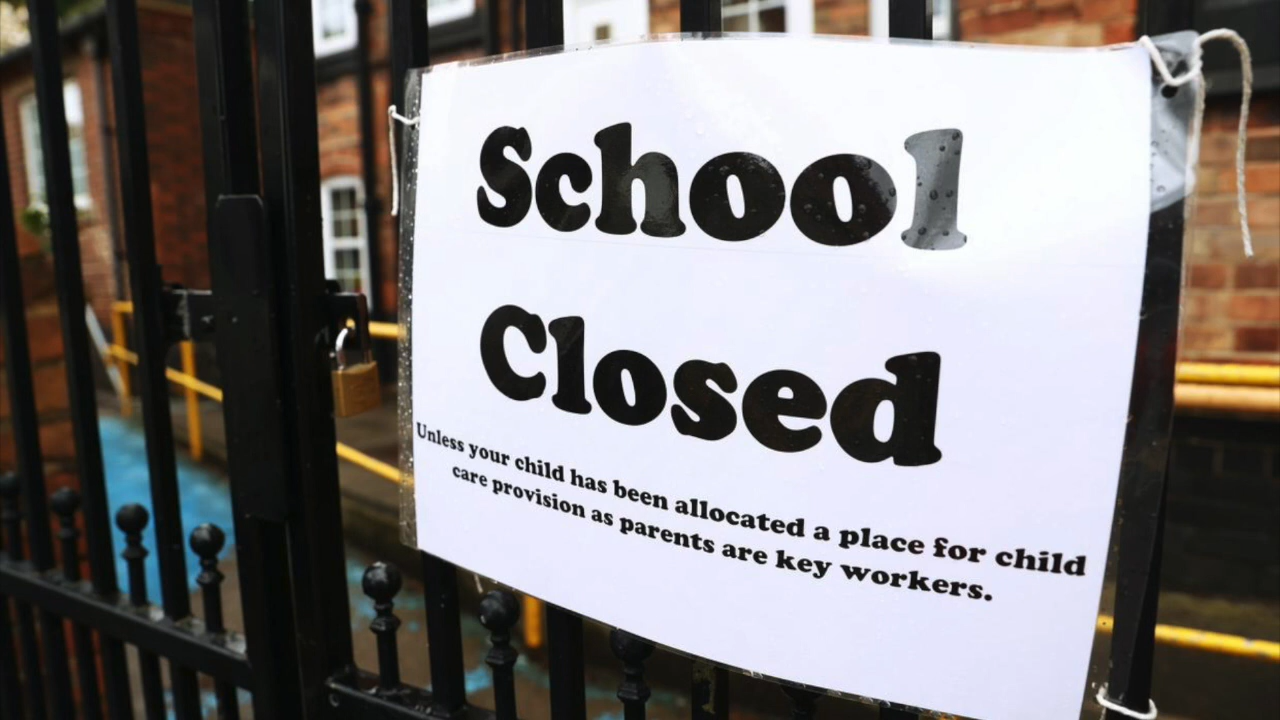 School
Closed
Unless your child has been allocated a place for child
care provision as parents are key workers.